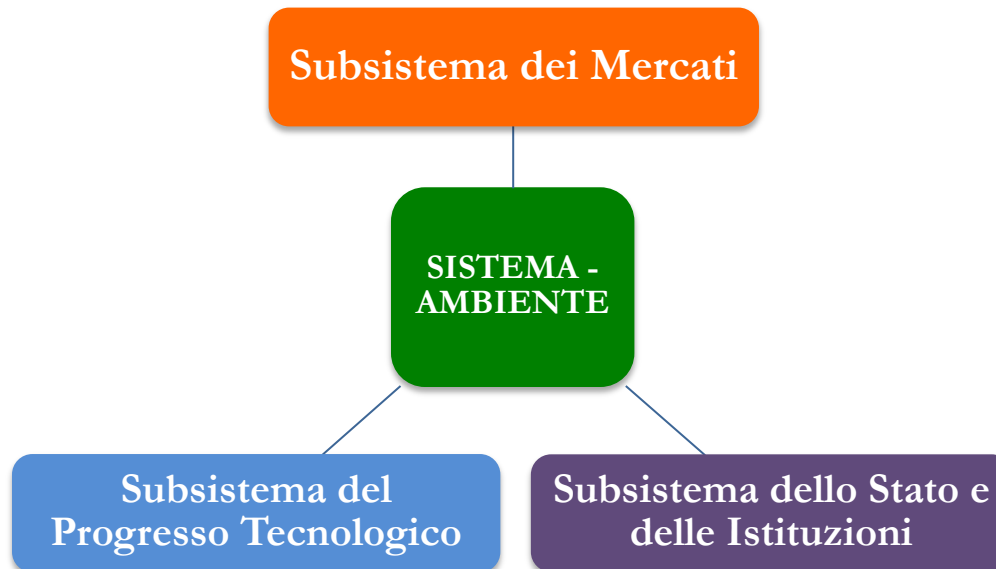 Subsistema dei Mercati
SISTEMA -
AMBIENTE
Subsistema del
Progresso Tecnologico
Subsistema dello Stato e
delle Istituzioni